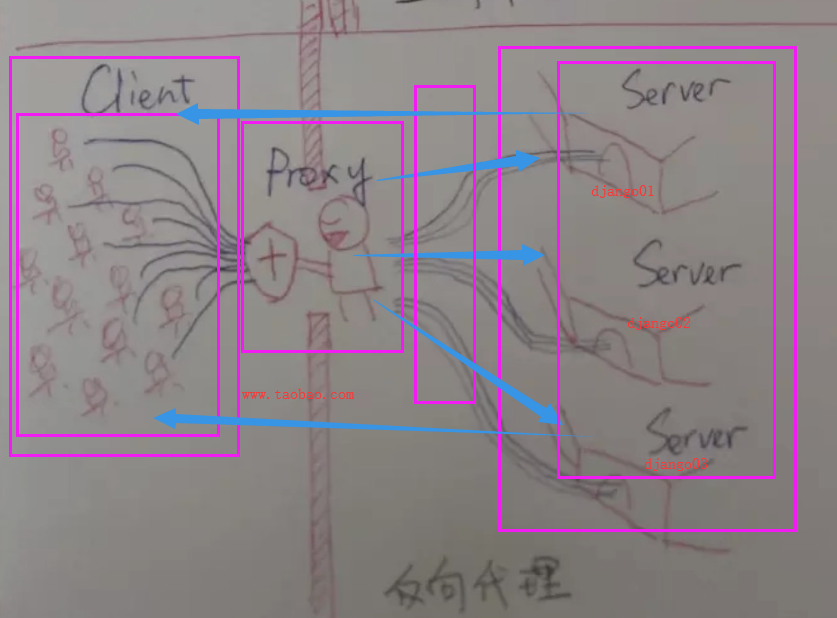 Client
Server
Proxy
django01
Server
django02
www.taobao.com
Server
django03
反向代理